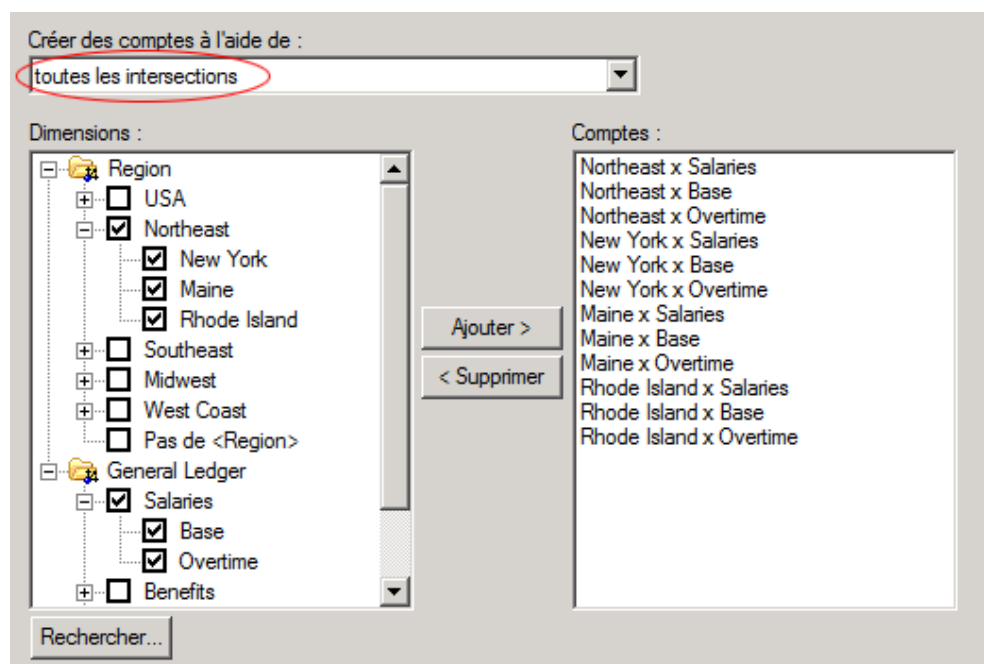 Créer des comptes à l'aide de :
toutes les intersections
Dimensions :
Region
USA
Northeast
New York
Maine
Rhode Island
Southeast
Midwest
West Coast
Pas de <Region>
General Ledger
Salaries
Base
Overtime
Benefits
Rechercher...
Ajouter >
< Supprimer
Comptes :
Northeast x Salaries
Northeast x Base
Northeast x Overtime
New York x Salaries
New York x Base
New York x Overtime
Maine x Salaries
Maine x Base
Maine x Overtime
Rhode Island x Salaries
Rhode Island x Base
Rhode Island x Overtime